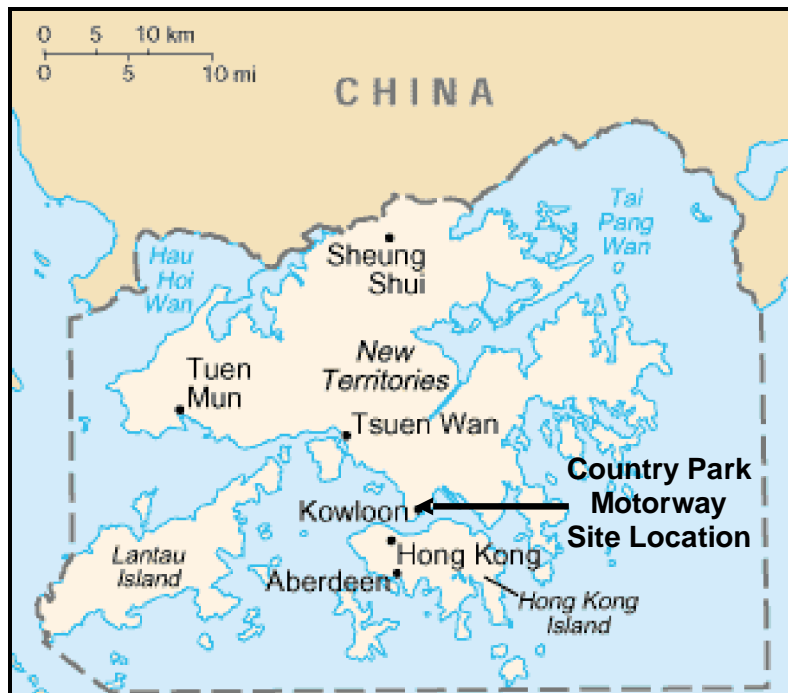 0 5 10 km
0 5 10 mi
CHINA
Tai
Pang
Wan
Hau
Hoi
Wan
Sheung
Shui
New
Territories
Tuen
Mun
Tsuen Wan
Country Park
Motorway
Site Location
Kowloon
Lantau
Island
Hong Kong
Aberdeen
Hong Kong
Island